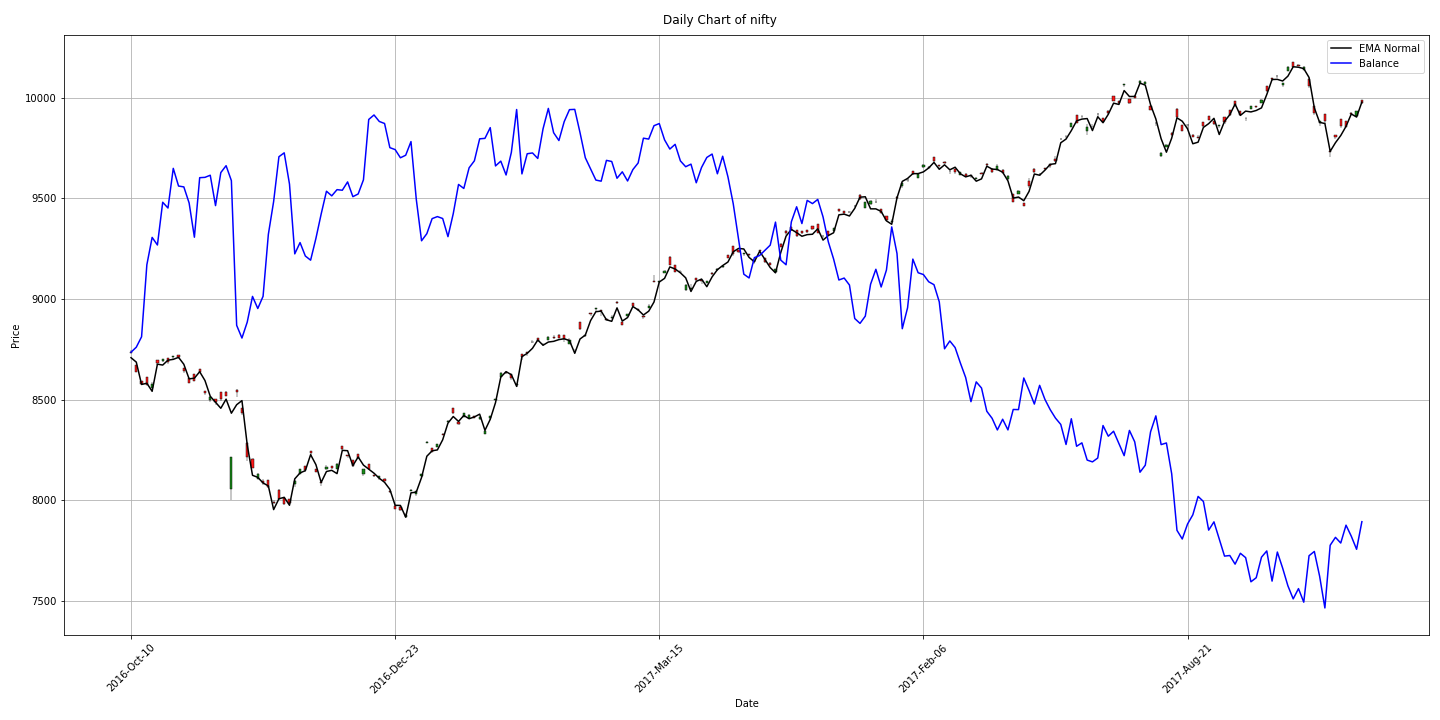 Daily Chart of nifty
EMA Normal
Balance
Price
10000
9500
9000
8500
8000
7500
2016-Oct-10
2016-Dec-23
2017-Mar-15
2017-Feb-06
2017-Aug-21
Date